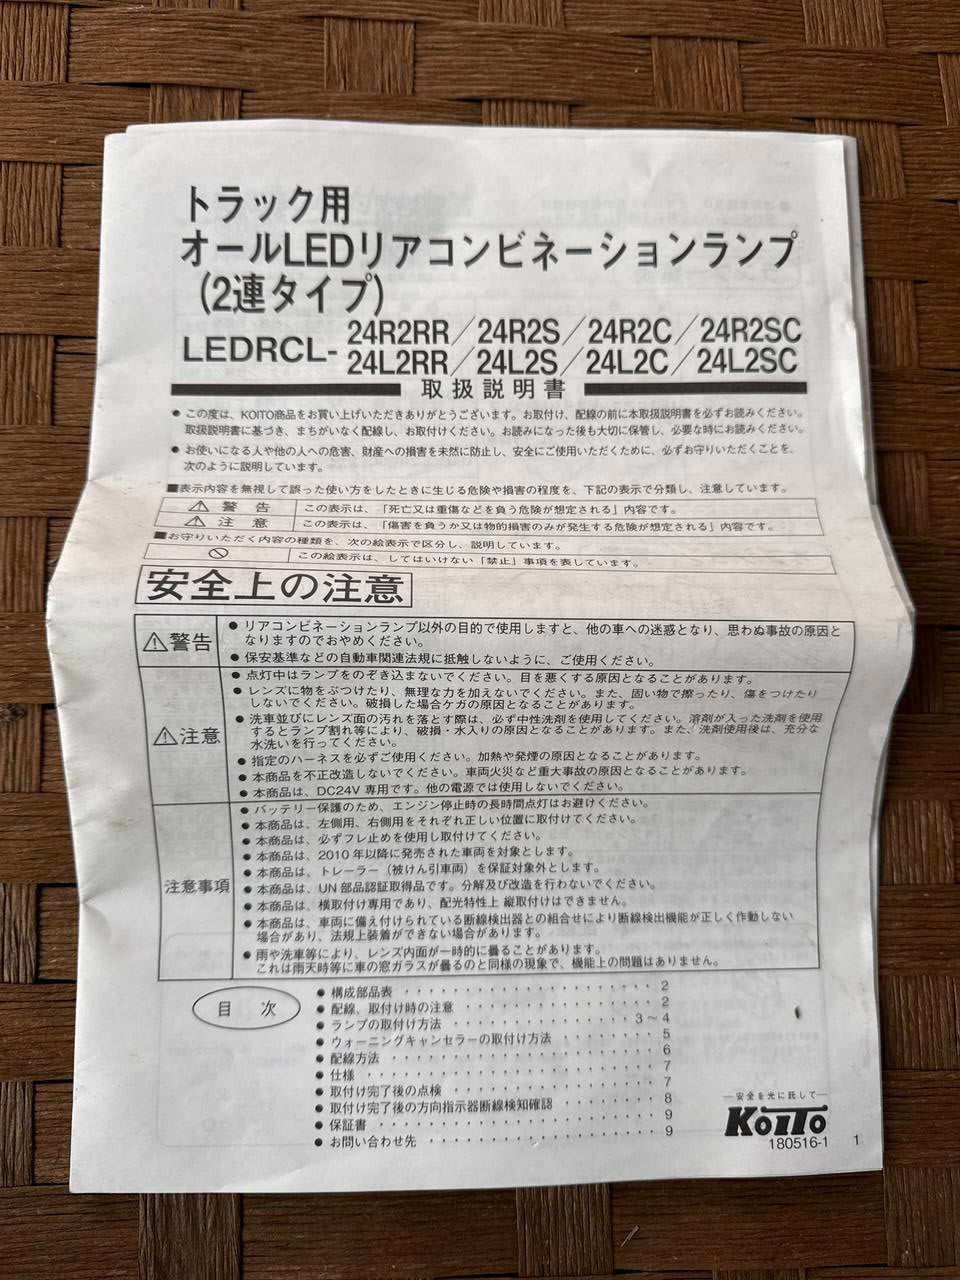 トラック用
オールLEDリアコンビネーションランプ
(2連タイプ)
LEDRCL-
24R2RR／24R2S／24R2C／24R2SC
24L2RR／24L2S／24L2C／24L2SC
取扱説明書
● この度は、KOITO商品をお買い上げいただきありがとうございます。お取付け、配線の前に本取扱説明書を必ずお読みください。
取扱説明書に基づき、まちがいなく配線し、お取付けください。お読みになった後も大切に保管し、必要な時にお読みください。
● お使いになる人や他の人への危害、財産への損害を未然に防止し、安全にご使用いただくために、必ずお守りいただくことを、
次のように説明しています。
■表示内容を無視して誤った使い方をしたときに生じる危険や損害の程度を、下記の表示で分類し、注意しています。
⚠ 警 告 この表示は、「死亡又は重傷などを負う危険が想定される」内容です。
⚠ 注 意 この表示は、「傷害を負うか又は物的損害のみが発生する危険が想定される」内容です。
■お守りいただく内容の種類を、次の絵表示で区分し、説明しています。
この絵表示は、してはいけない「禁止」事項を表しています。
安全上の注意
⚠警告
● リアコンビネーションランプ以外の目的で使用しますと、他の車への迷惑となり、思わぬ事故の原因と
なりますのでおやめください。
● 保安基準などの自動車関連法規に抵触しないように、ご使用ください。
⚠注意
● 点灯中はランプをのぞき込まないでください。目を悪くする原因となることがあります。
● レンズに物をぶつけたり、無理な力を加えないでください。また、固い物で擦ったり、傷をつけたり
しないでください。破損した場合ケガの原因となることがあります。
● 洗車並びにレンズ面の汚れを落とす際は、必ず中性洗剤を使用してください。溶剤が入った洗剤を使用
するとランプ割れ等により、破損・水入りの原因となることがあります。また、洗剤使用後は、充分な
水洗いを行ってください。
● 指定のハーネスを必ずご使用ください。加熱や発煙の原因となることがあります。
● 本商品を不正改造しないでください。車両火災など重大事故の原因となることがあります。
● 本商品は、DC24V 専用です。他の電源では使用しないでください。
注意事項
● バッテリー保護のため、エンジン停止時の長時間点灯はお避けください。
● 本商品は、左側用、右側用をそれぞれ正しい位置に取付けてください。
● 本商品は、必ずフレ止めを使用し取付けてください。
● 本商品は、2010 年以降に発売された車両を対象とします。
● 本商品は、トレーラー（被けん引車両）を保証対象外とします。
● 本商品は、UN 部品認証取得品です。分解及び改造を行わないでください。
● 本商品は、横取付け専用であり、配光特性上 縦取付けはできません。
● 本商品は、車両に備え付けられている断線検出器との組合せにより断線検出機能が正しく作動しない
場合があり、法規上装着ができない場合があります。
● 雨や洗車等により、レンズ内面が一時的に曇ることがあります。
これは雨天時等に車の窓ガラスが曇るのと同様の現象で、機能上の問題はありません。
目 次
● 構成部品表 ・・・・・・・・・・・・・・・・・ 2
● 配線、取付け時の注意 ・・・・・・・・・・・・・ 2
● ランプの取付け方法 ・・・・・・・・・・・・・ 3～4
● ウォーニングキャンセラーの取付け方法 ・・・・・・・ 5
● 配線方法 ・・・・・・・・・・・・・・・・・・ 6
● 仕様 ・・・・・・・・・・・・・・・・・・・・ 7
● 取付け完了後の点検 ・・・・・・・・・・・・・・ 7
● 取付け完了後の方向指示器断線検知確認 ・・・・・・・ 8
● 保証書 ・・・・・・・・・・・・・・・・・・・ 9
● お問い合わせ先 ・・・・・・・・・・・・・・・・ 9
―安全を光に託して―
KOITO
180516-1 1